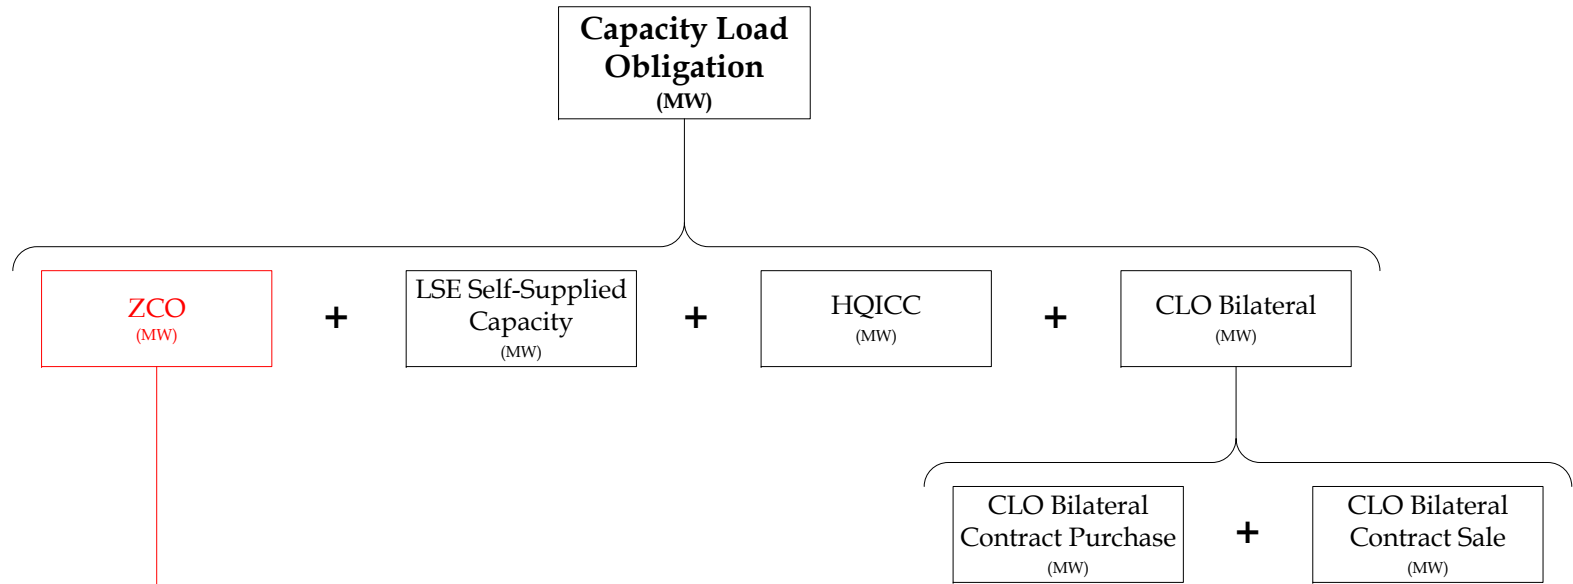 Capacity Load
Obligation
(MW)
ZCO
(MW)
+
LSE Self-Supplied
Capacity
(MW)
+
HQICC
(MW)
+
CLO Bilateral
(MW)
CLO Bilateral
Contract Purchase
(MW)
+
CLO Bilateral
Contract Sale
(MW)